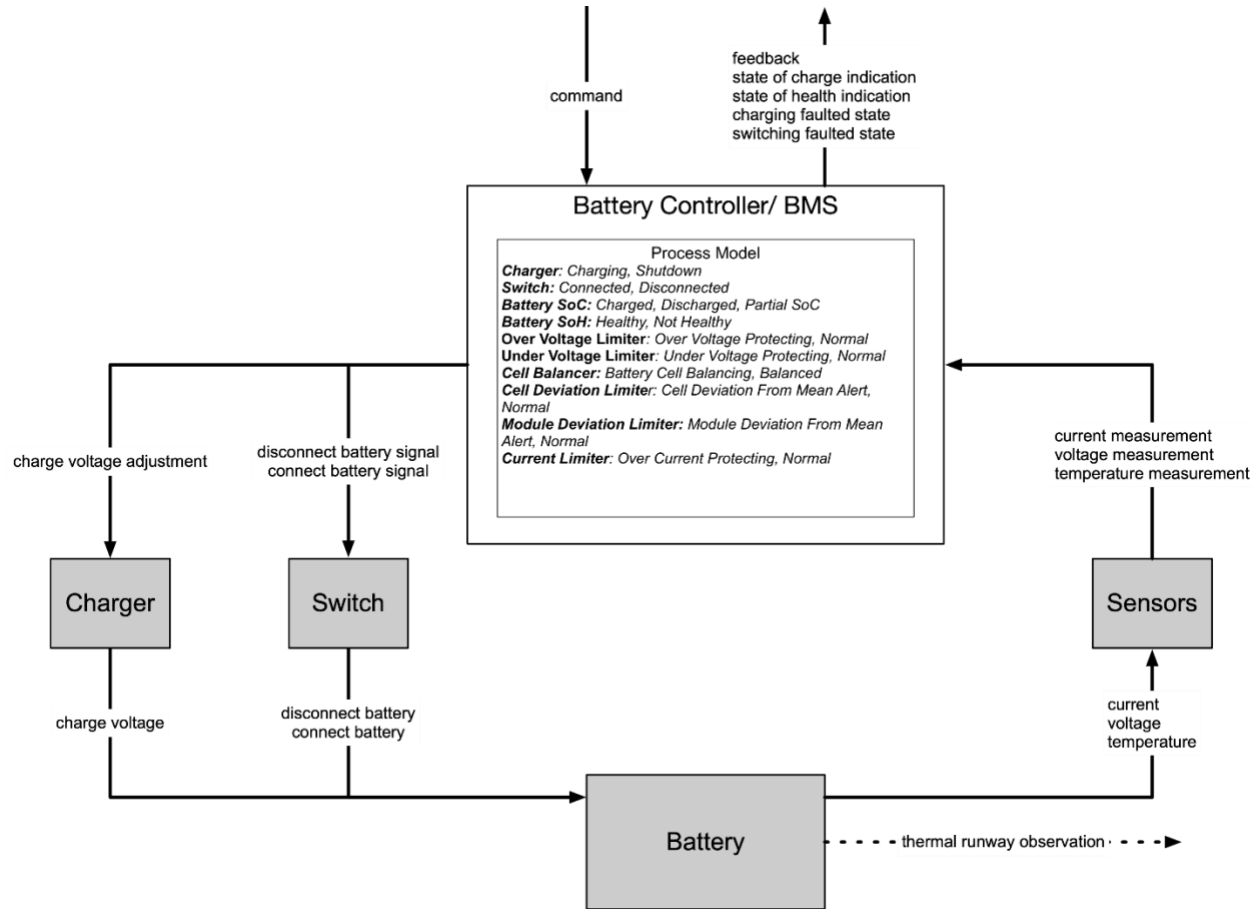 command
feedback
state of charge indication
state of health indication
charging faulted state
switching faulted state
Battery Controller/ BMS
Process Model
Charger: Charging, Shutdown
Switch: Connected, Disconnected
Battery SoC: Charged, Discharged, Partial SoC
Battery SoH: Healthy, Not Healthy
Over Voltage Limiter: Over Voltage Protecting, Normal
Under Voltage Limiter: Under Voltage Protecting, Normal
Cell Balancer: Battery Cell Balancing, Balanced
Cell Deviation Limiter: Cell Deviation From Mean Alert,
Normal
Module Deviation Limiter: Module Deviation From Mean
Alert, Normal
Current Limiter: Over Current Protecting, Normal
charge voltage adjustment
disconnect battery signal
connect battery signal
current measurement
voltage measurement
temperature measurement
Charger
Switch
Sensors
charge voltage
disconnect battery
connect battery
current
voltage
temperature
Battery
thermal runway observation